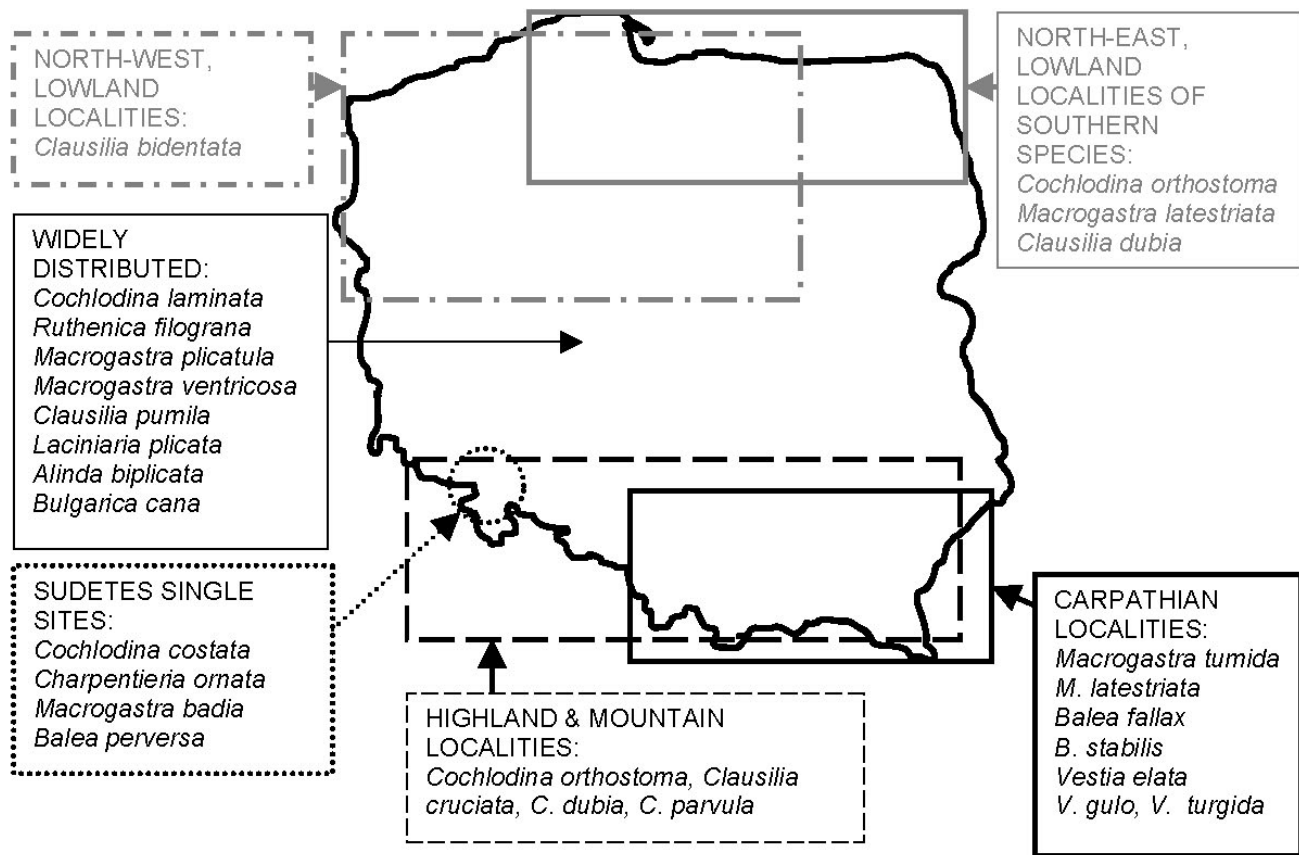 NORTH-WEST,
LOWLAND
LOCALITIES:
Clausilia bidentata
NORTH-EAST,
LOWLAND
LOCALITIES OF
SOUTHERN
SPECIES:
Cochlodina orthostoma
Macrogastra latestriata
Clausilia dubia
WIDELY
DISTRIBUTED:
Cochlodina laminata
Ruthenica filograna
Macrogastra plicatula
Macrogastra ventricosa
Clausilia pumila
Laciniaria plicata
Alinda biplicata
Bulgarica cana
SUDETES SINGLE
SITES:
Cochlodina costata
Charpentieria ornata
Macrogastra badia
Balea perversa
HIGHLAND & MOUNTAIN
LOCALITIES:
Cochlodina orthostoma, Clausilia
cruciata, C. dubia, C. parvula
CARPATHIAN
LOCALITIES:
Macrogastra tumida
M. latestriata
Balea fallax
B. stabilis
Vestia elata
V. gulo, V. turgida